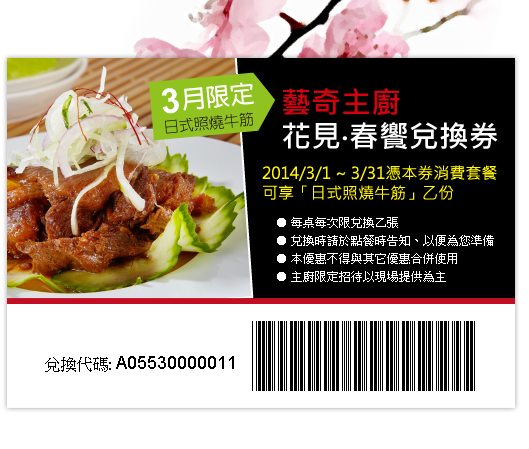 3月限定
日式照燒牛筋
藝奇主廚
花見‧春饗兌換券
2014/3/1 ~ 3/31憑本券消費套餐
可享「日式照燒牛筋」乙份
● 每桌每次限兌換乙張
● 兌換時請於點餐時告知、以便為您準備
● 本優惠不得與其它優惠合併使用
● 主廚限定招待以現場提供為主
兌換代碼: A05530000011